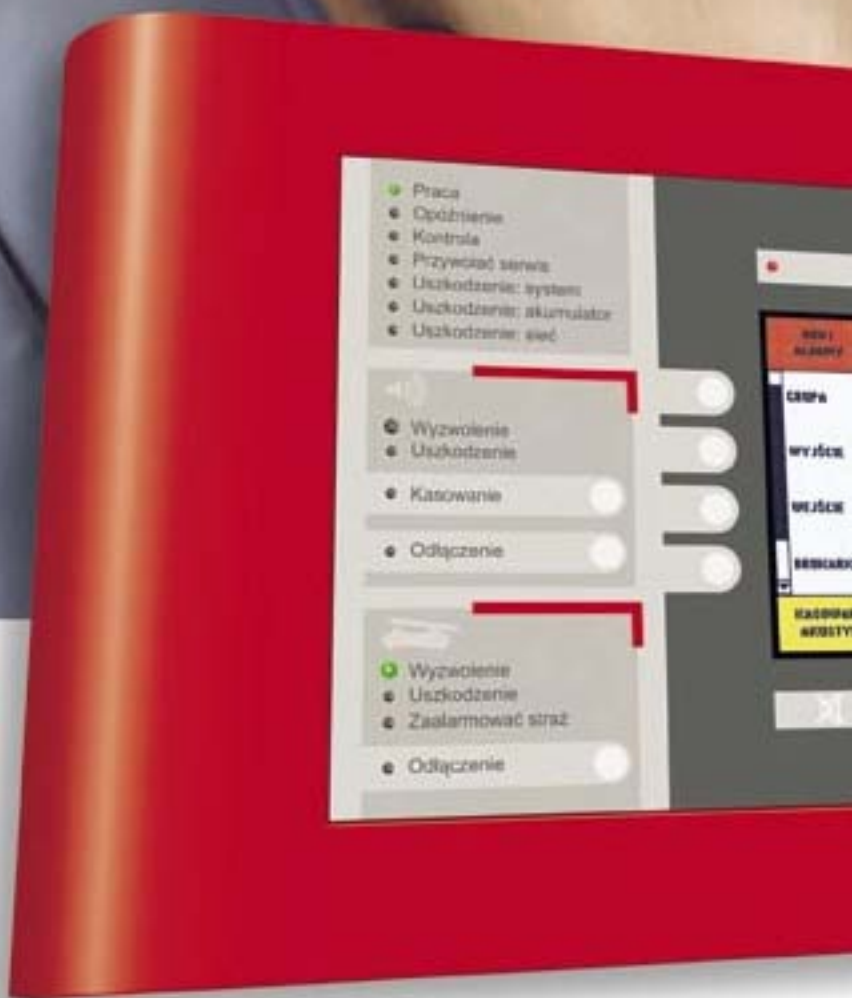 Praca
Opóźnienie
Kontrola
Przywołać serwis
Uszkodzenie: system
Uszkodzenie: akumulator
Uszkodzenie: sieć
Wyzwolenie
Uszkodzenie
Kasowanie
Odłączenie
Wyzwolenie
Uszkodzenie
Zaalarmować straż
Odłączenie
GRUPA
WYJŚCIE
WEJŚCIE